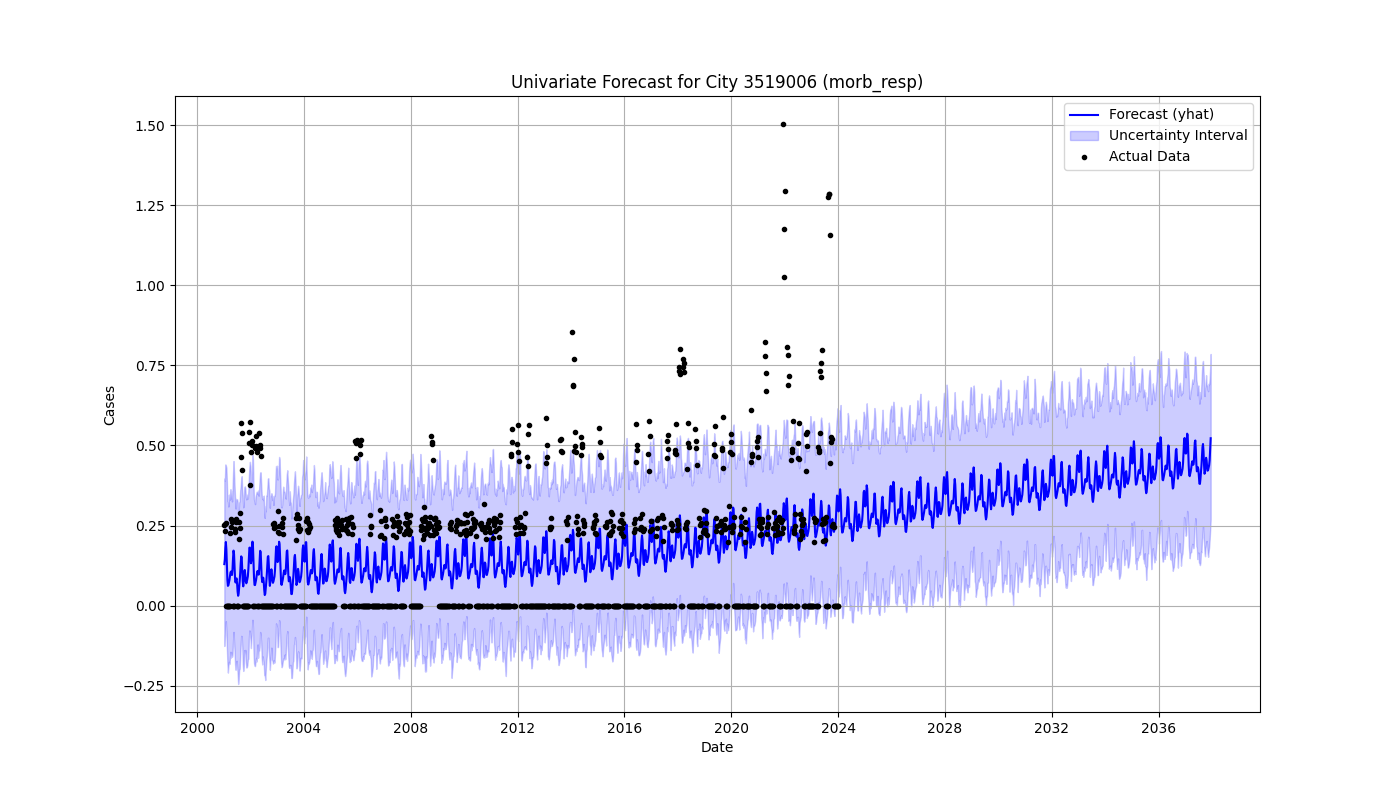 Univariate Forecast for City 3519006 (morb_resp)
Forecast (yhat)
Uncertainty Interval
Actual Data
1.50
1.25
1.00
0.75
0.50
0.25
0.00
−0.25
Cases
2000 2004 2008 2012 2016 2020 2024 2028 2032 2036
Date